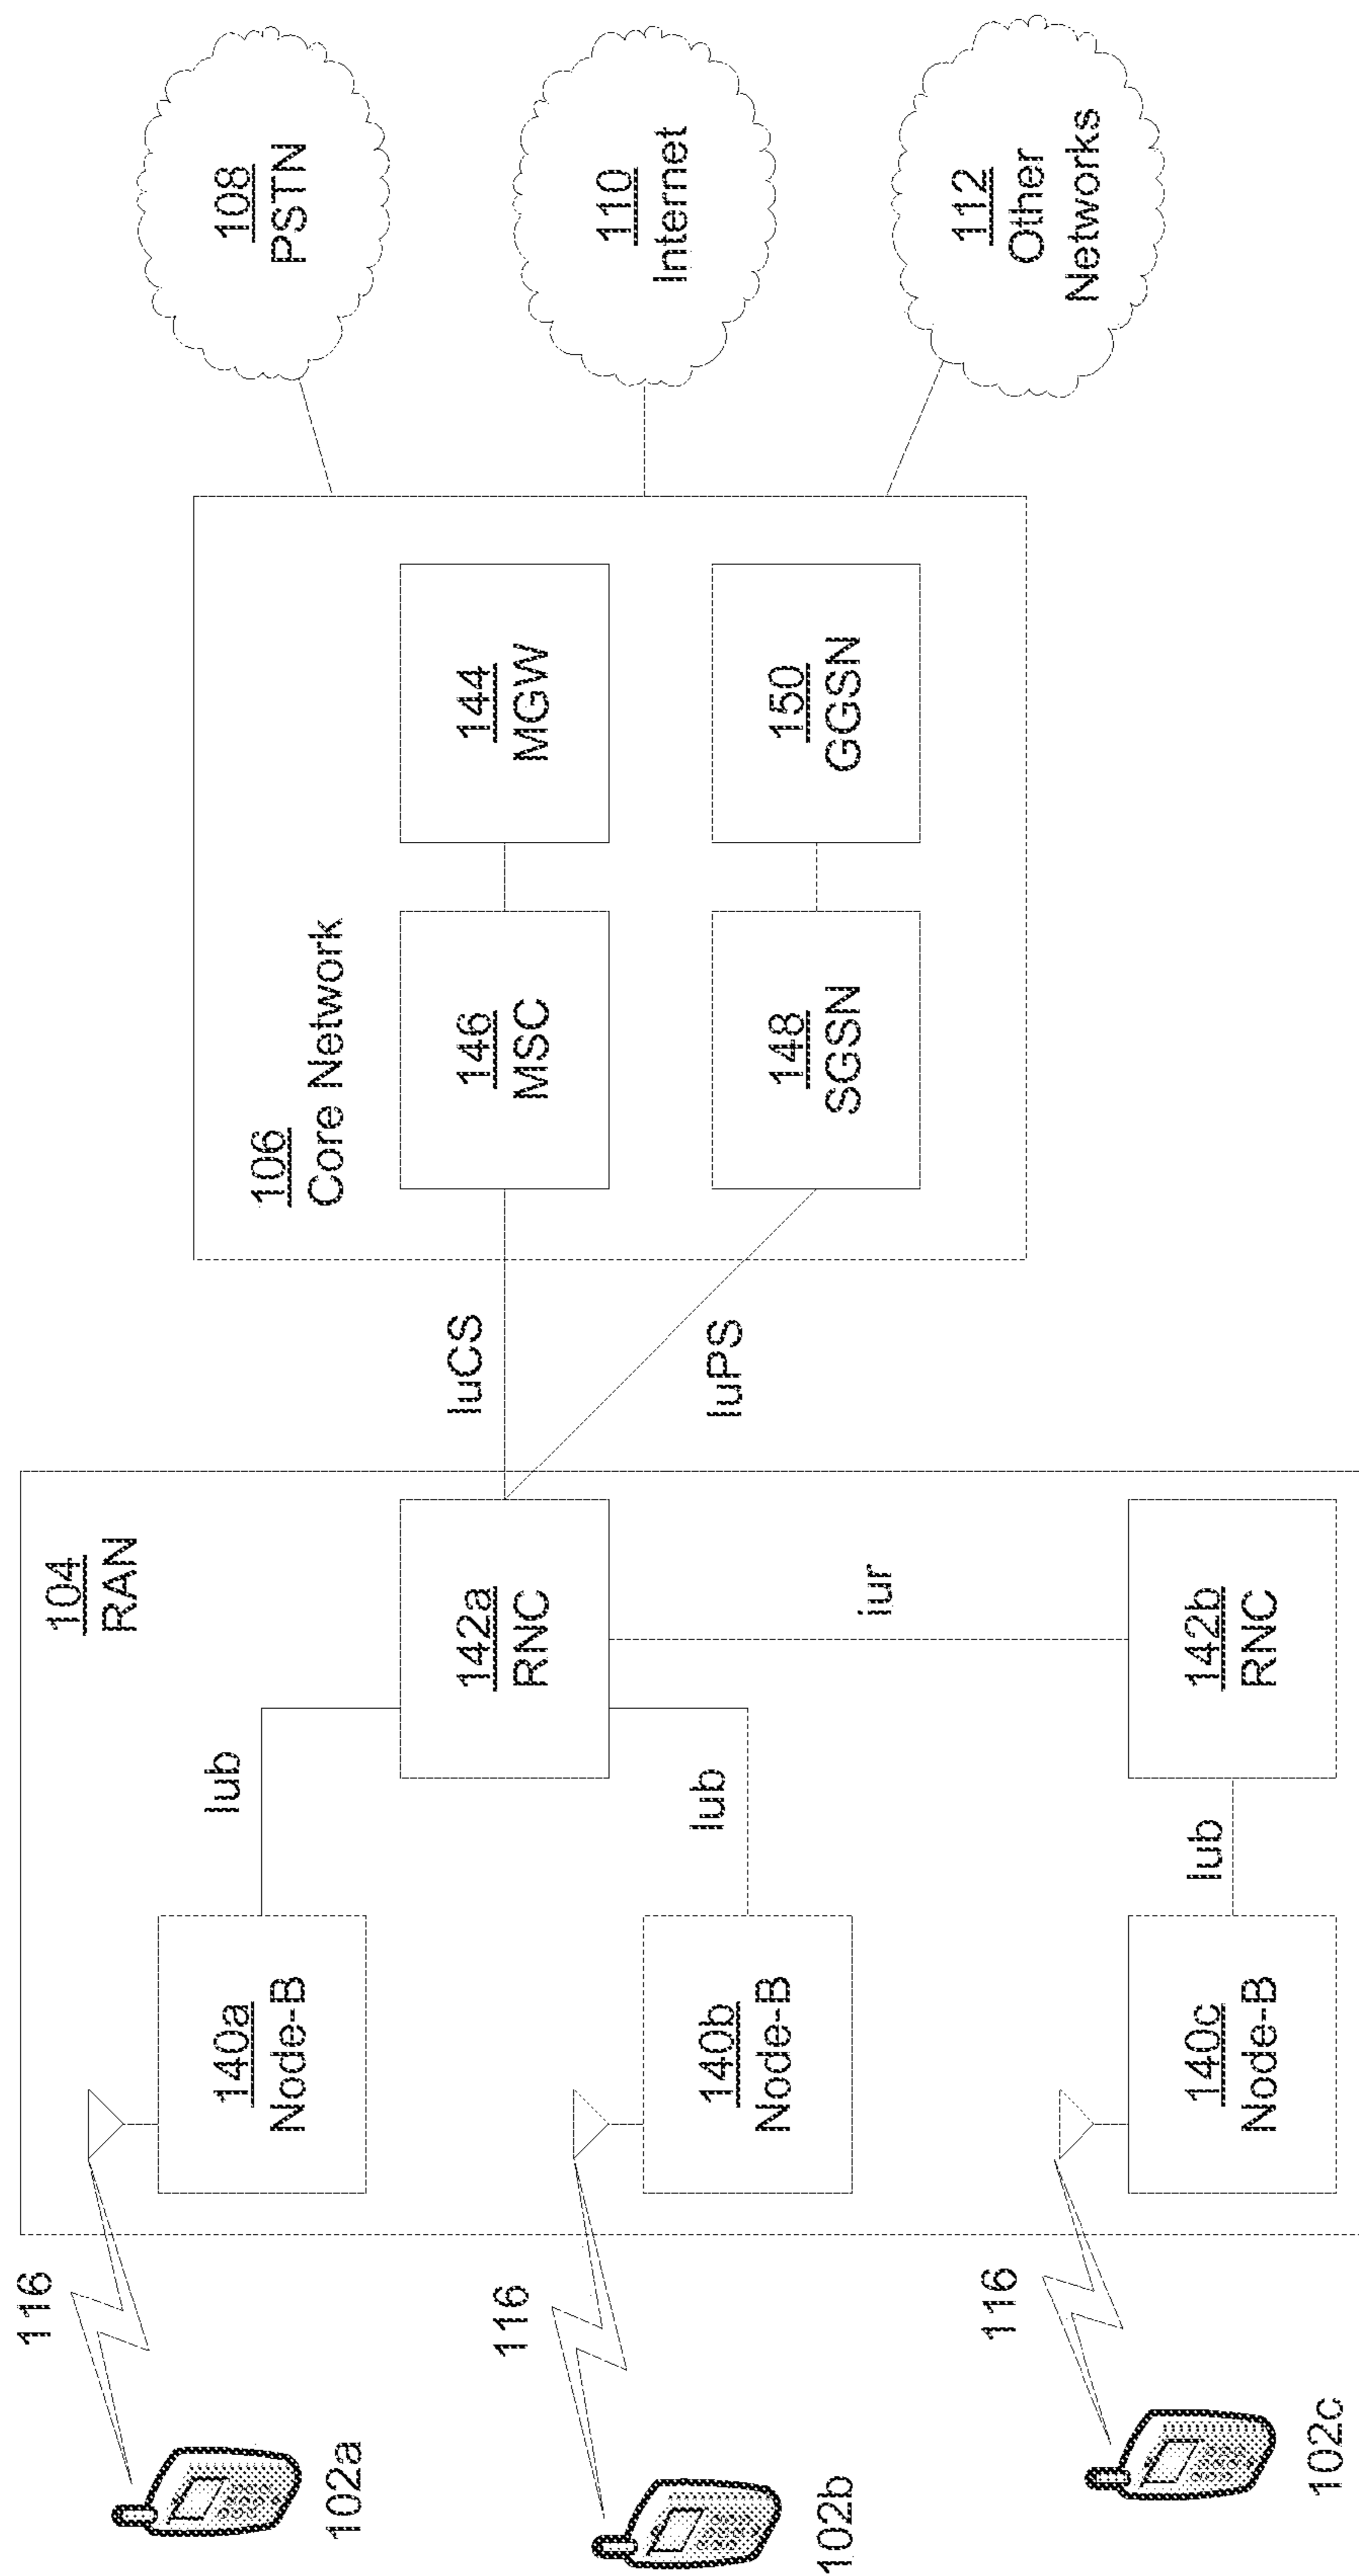 116
102a
116
102b
116
102c
104
RAN
140a
Node-B
140b
Node-B
140c
Node-B
Iub
Iub
Iub
142a
RNC
iur
142b
RNC
IuCS
IuPS
106
Core Network
146
MSC
144
MGW
148
SGSN
150
GGSN
108
PSTN
110
Internet
112
Other
Networks